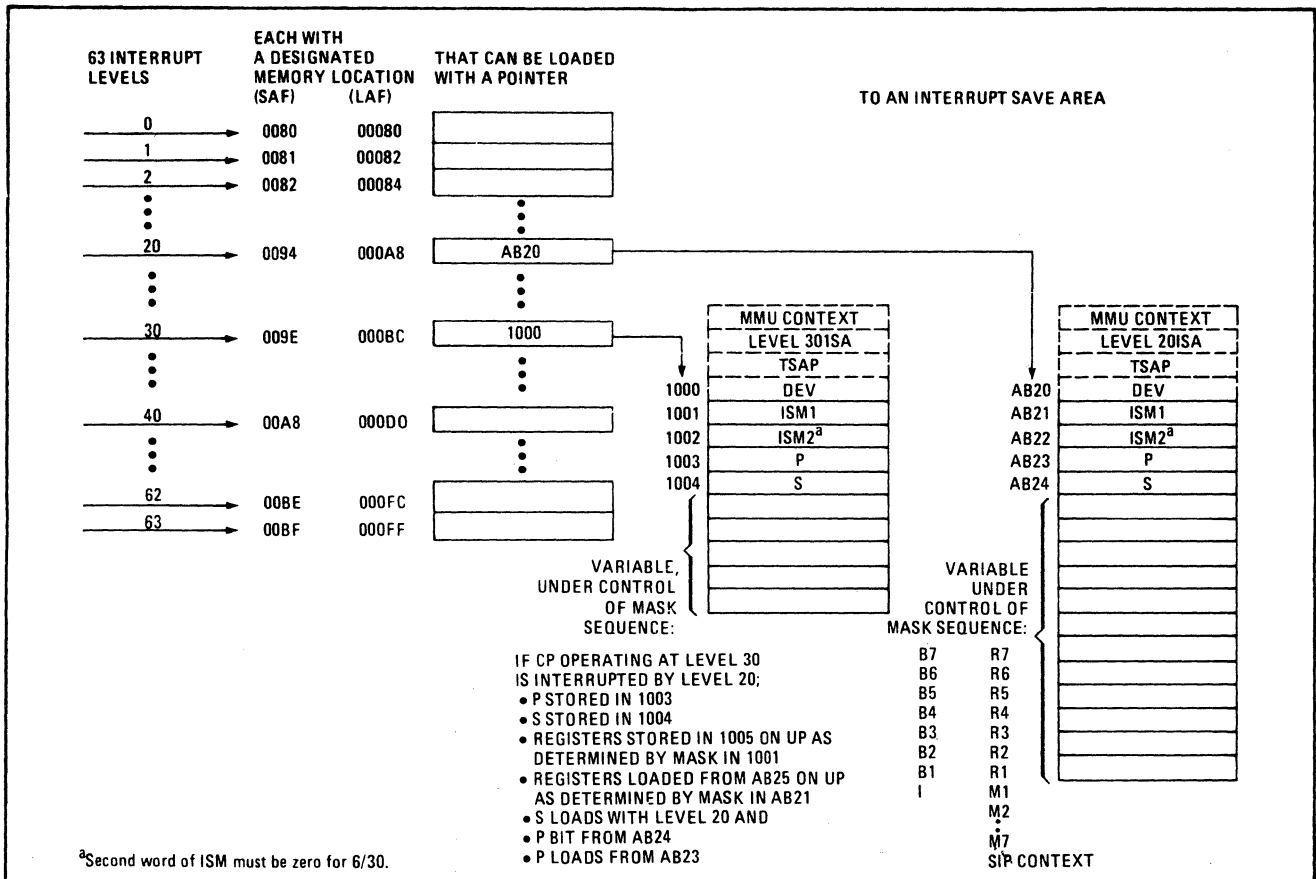 63 INTERRUPT LEVELS
EACH WITH A DESIGNATED MEMORY LOCATION
(SAF) (LAF)
THAT CAN BE LOADED WITH A POINTER
TO AN INTERRUPT SAVE AREA
0 0080 00080
1 0081 00082
2 0082 00084
20 0094 000A8 AB20
30 009E 000BC 1000
40 00A8 000D0
62 00BE 000FC
63 00BF 000FF
MMU CONTEXT
LEVEL 30ISA
TSAP
1000 DEV
1001 ISM1
1002 ISM2a
1003 P
1004 S
VARIABLE,
UNDER CONTROL
OF MASK
SEQUENCE:
MMU CONTEXT
LEVEL 20ISA
TSAP
AB20 DEV
AB21 ISM1
AB22 ISM2a
AB23 P
AB24 S
VARIABLE
UNDER
CONTROL OF
MASK SEQUENCE:
B7 R7
B6 R6
B5 R5
B4 R4
B3 R3
B2 R2
B1 R1
I M1
M2
M7
SIP CONTEXT
IF CP OPERATING AT LEVEL 30
IS INTERRUPTED BY LEVEL 20;
• P STORED IN 1003
• S STORED IN 1004
• REGISTERS STORED IN 1005 ON UP AS
DETERMINED BY MASK IN 1001
• REGISTERS LOADED FROM AB25 ON UP
AS DETERMINED BY MASK IN AB21
• S LOADS WITH LEVEL 20 AND
• P BIT FROM AB24
• P LOADS FROM AB23
aSecond word of ISM must be zero for 6/30.